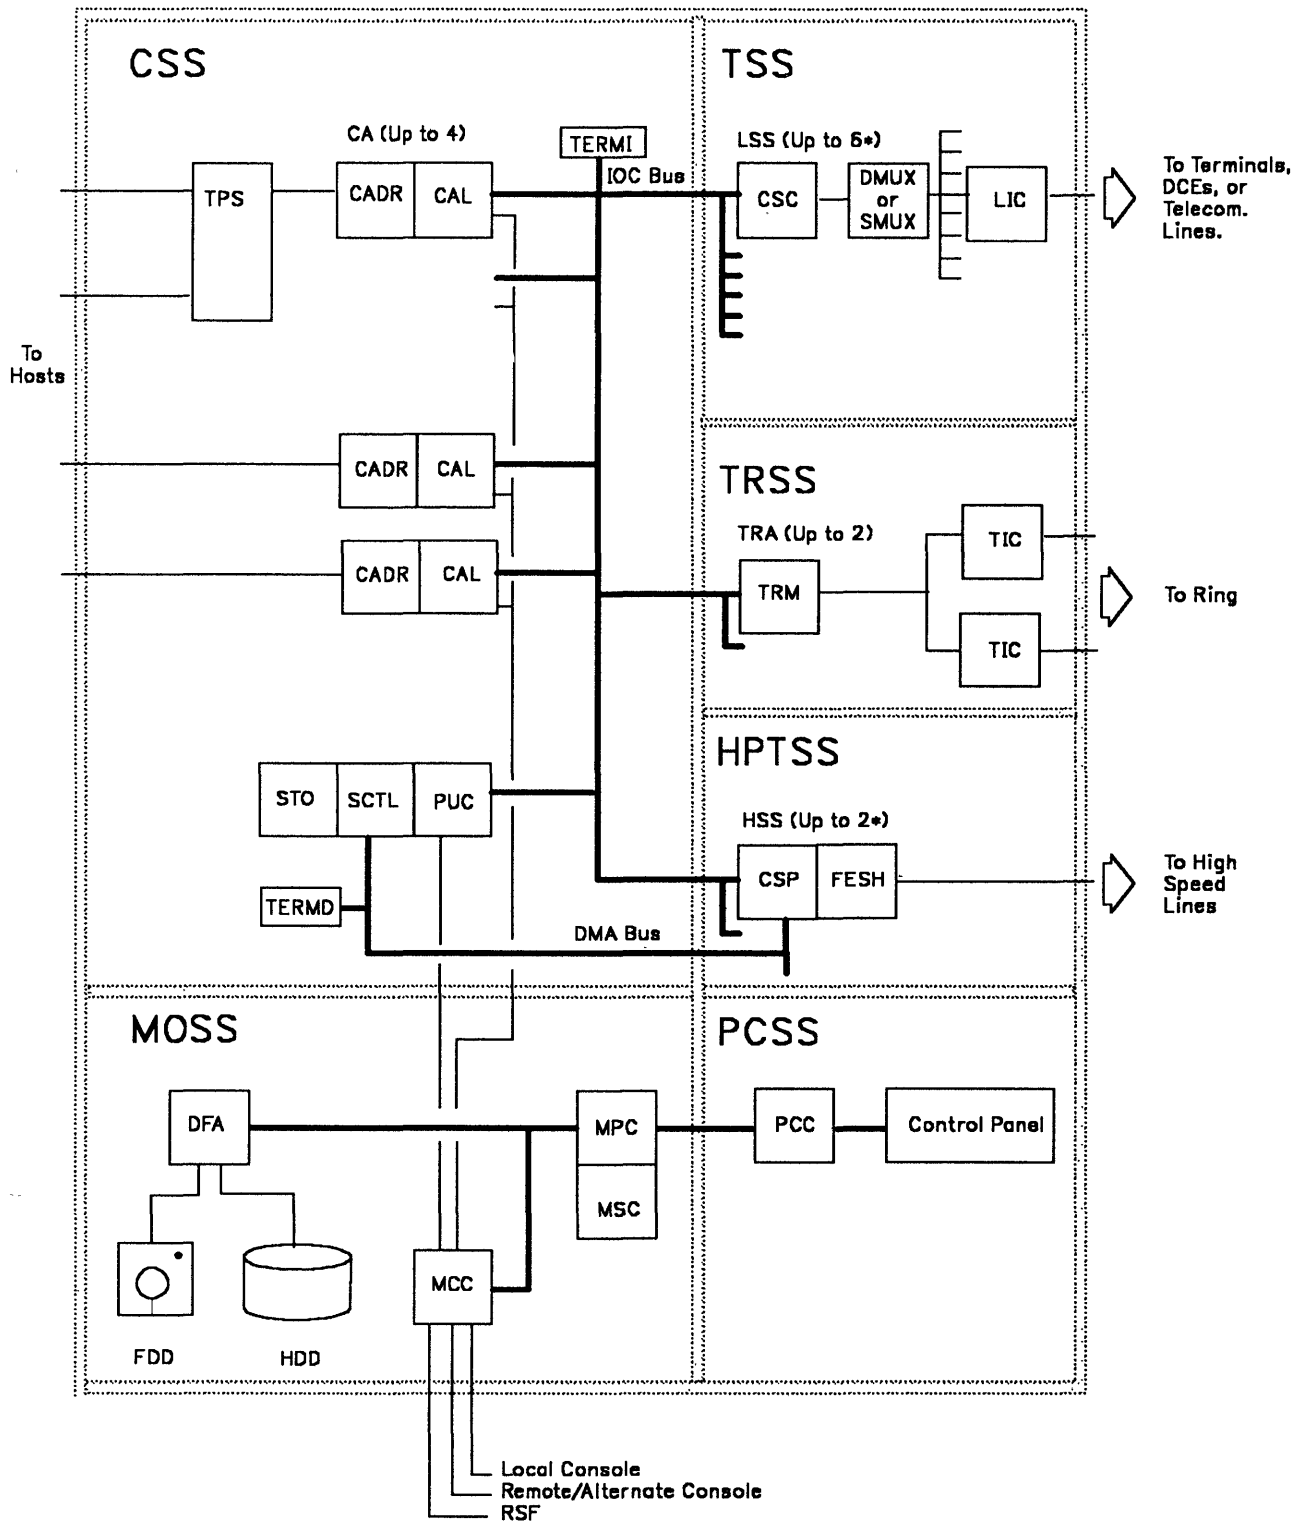 CSS
TSS
CA (Up to 4)
TERMI
LSS (Up to 6*)
IOC Bus
TPS
CADR
CAL
CSC
DMUX
or
SMUX
LIC
To Terminals,
DCEs, or
Telecom.
Lines.
To
Hosts
CADR
CAL
TRSS
TRA (Up to 2)
TIC
CADR
CAL
TRM
To Ring
TIC
HPTSS
STO
SCTL
PUC
HSS (Up to 2*)
CSP
FESH
To High
Speed
Lines
TERMD
DMA Bus
MOSS
PCSS
DFA
MPC
PCC
Control Panel
MSC
MCC
FDD
HDD
Local Console
Remote/Alternate Console
RSF